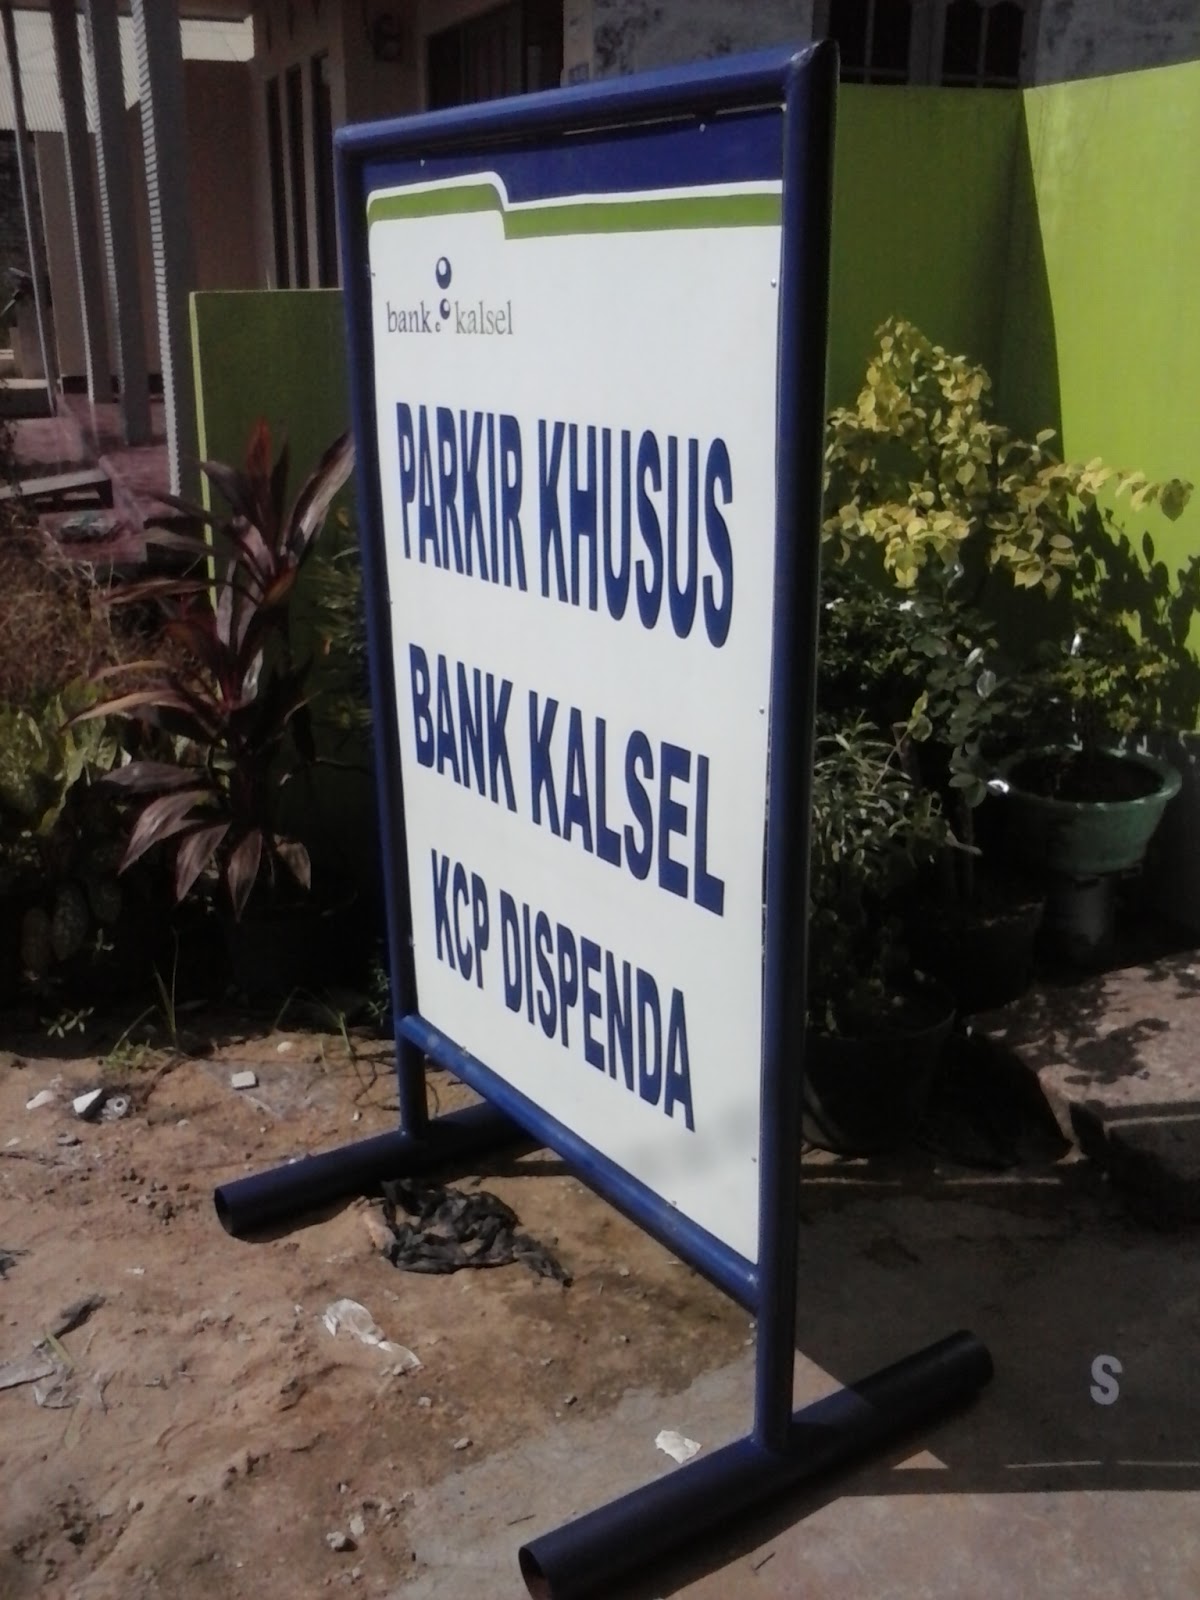 bank kalsel
PARKIR KHUSUS
BANK KALSEL
KCP DISPENDA
S